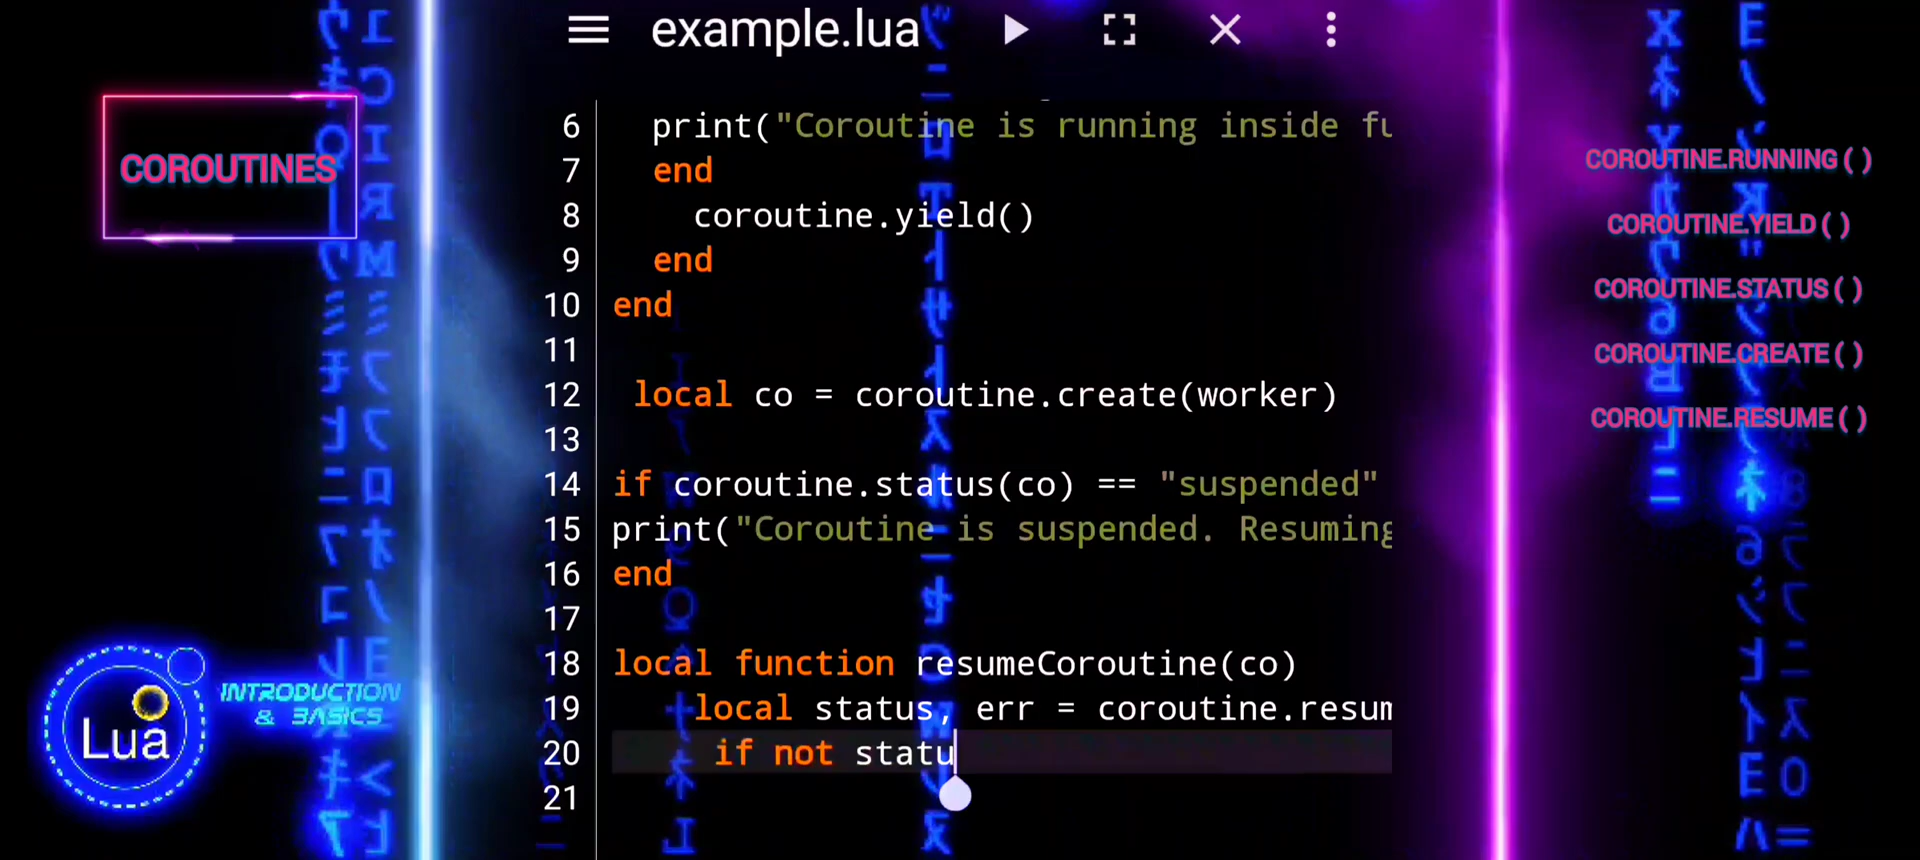 example.lua
COROUTINES
6 print("Coroutine is running inside fu
7 end
8 coroutine.yield()
9 end
10 end
11
12 local co = coroutine.create(worker)
13
14 if coroutine.status(co) == "suspended"
15 print("Coroutine is suspended. Resuming
16 end
17
18 local function resumeCoroutine(co)
19 local status, err = coroutine.resum
20 if not statu
21
COROUTINE.RUNNING ( )
COROUTINE.YIELD ( )
COROUTINE.STATUS ( )
COROUTINE.CREATE ( )
COROUTINE.RESUME ( )
Lua
INTRODUCTION
& BASICS